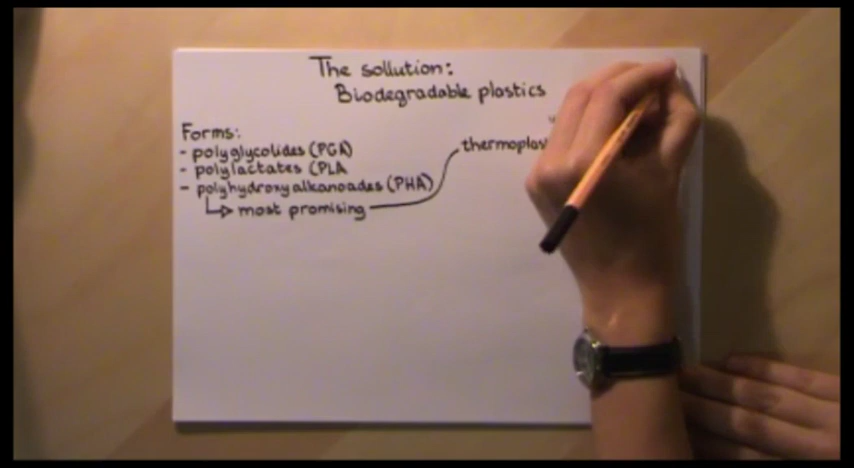 The sollution:
Biodegradable plastics
Forms:
- polyglycolides (PGA)
- polylactates (PLA
- polyhydroxyalkanoades (PHA)
most promising